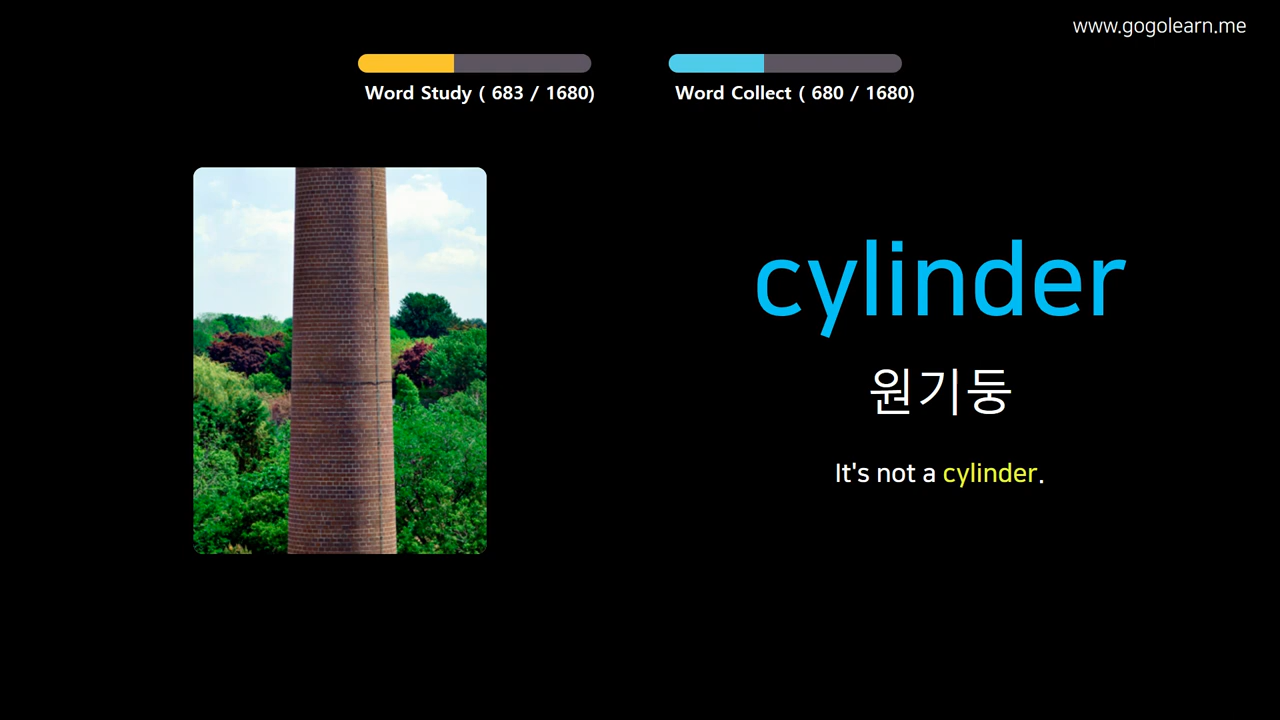 www.gogolearn.me
Word Study ( 683 / 1680)
Word Collect ( 680 / 1680)
cylinder
원기둥
It's not a cylinder.